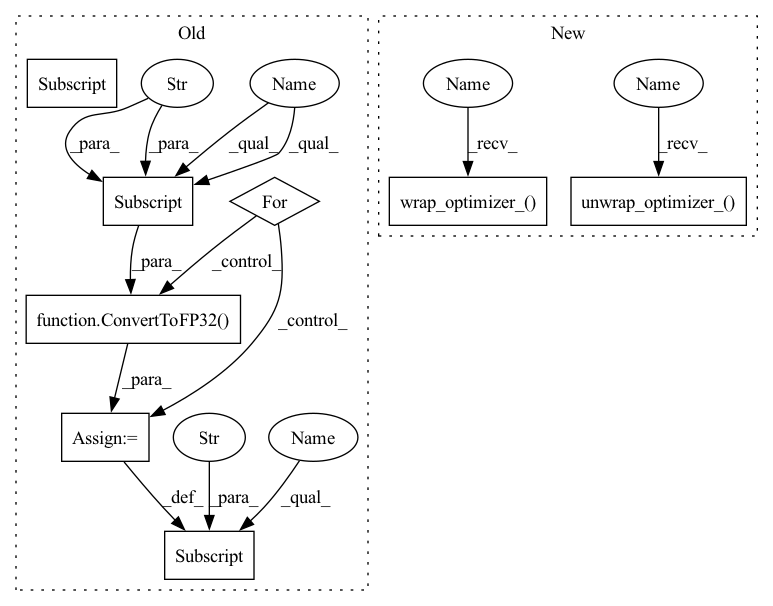 Old
New
Subscript
Str
Name
Name
Name
_para_
_para_
_qual_
_qual_
_recv_
_recv_
Subscript
For
wrap_optimizer_()
unwrap_optimizer_()
_para_
_control_
function.ConvertToFP32()
_control_
_para_
Assign:=
Str
Name
_def_
_para_
_qual_
Subscript